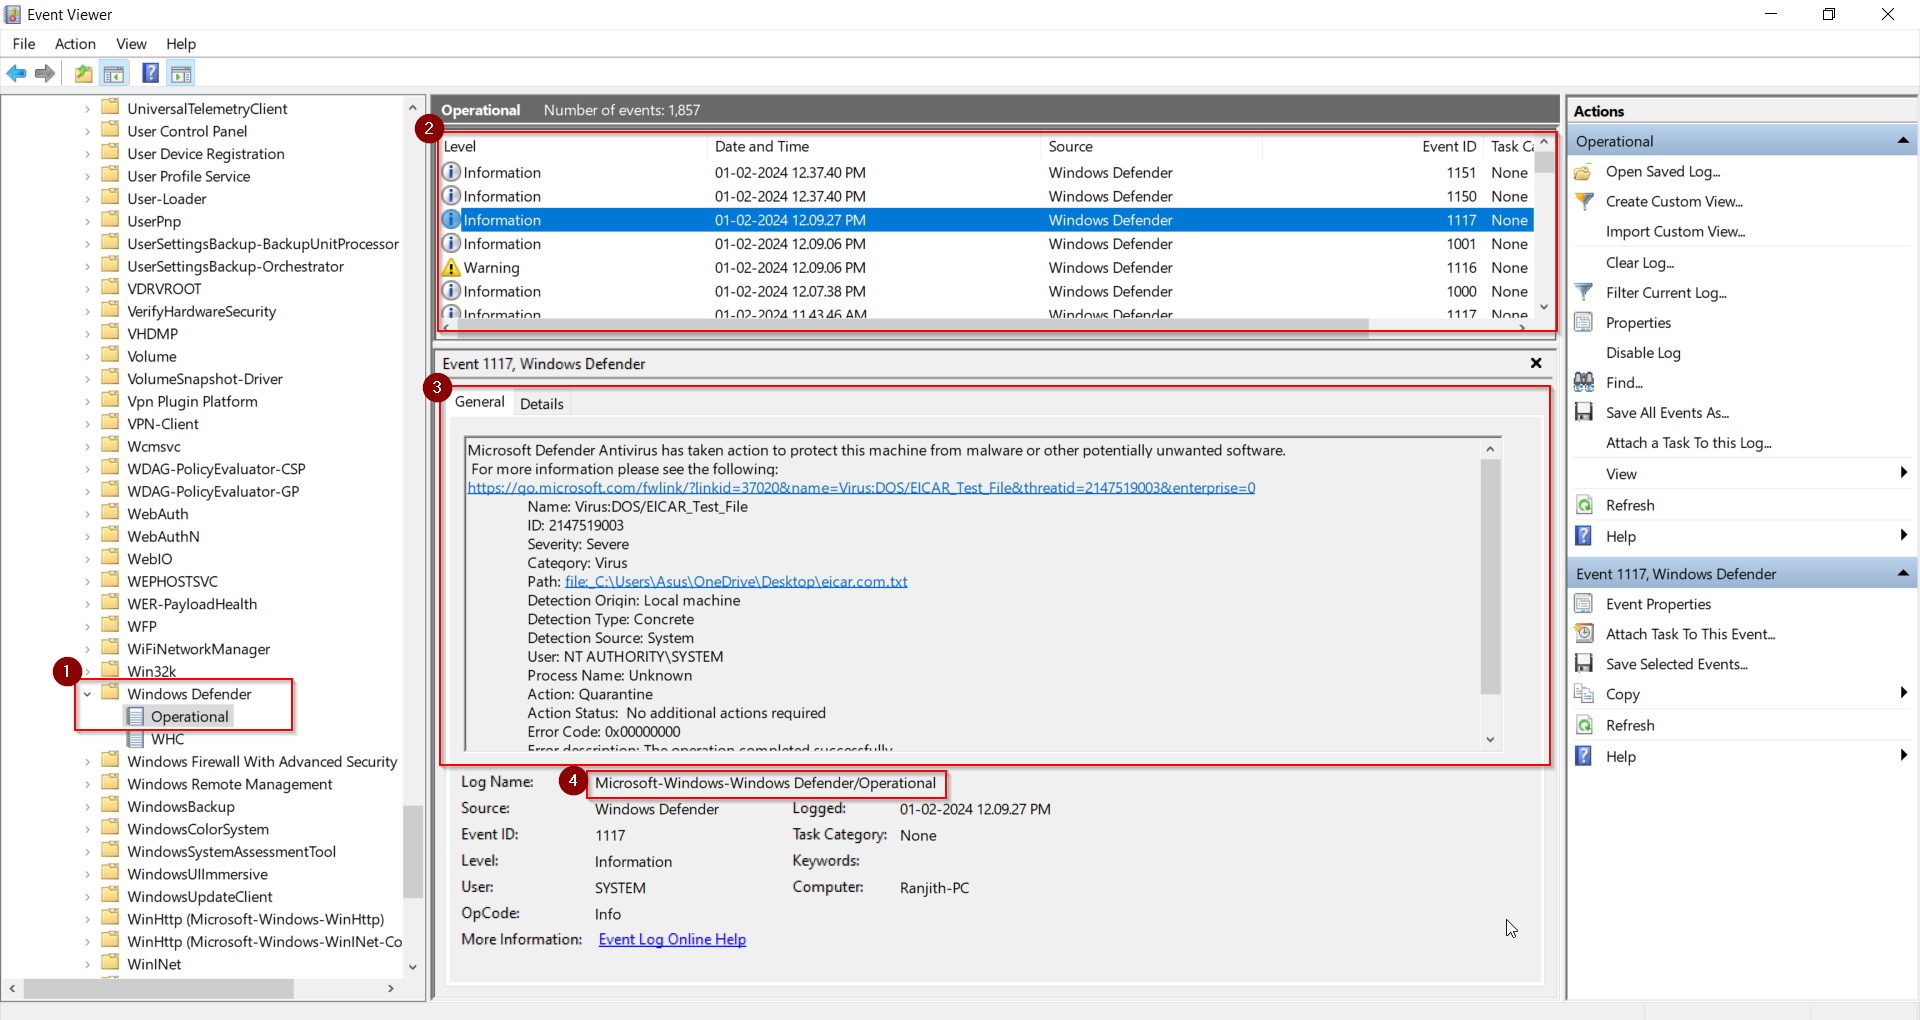 Event Viewer
File Action View Help
UniversalTelemetryClient
User Control Panel
User Device Registration
User Profile Service
User-Loader
UserPnp
UserSettingsBackup-BackupUnitProcessor
UserSettingsBackup-Orchestrator
VDRVROOT
VerifyHardwareSecurity
VHDMP
Volume
VolumeSnapshot-Driver
Vpn Plugin Platform
VPN-Client
Wcmsvc
WDAG-PolicyEvaluator-CSP
WDAG-PolicyEvaluator-GP
WebAuth
WebAuthN
WebIO
WEPHOSTSVC
WER-PayloadHealth
WFP
WiFiNetworkManager
1
Win32k
Windows Defender
Operational
WHC
Windows Firewall With Advanced Security
Windows Remote Management
WindowsBackup
WindowsColorSystem
WindowsSystemAssessmentTool
WindowsUIImmersive
WindowsUpdateClient
WinHttp (Microsoft-Windows-WinHttp)
WinHttp (Microsoft-Windows-WinINet-Co
WinINet
Operational Number of events: 1,857
2
Level Date and Time Source Event ID Task Ca
Information 01-02-2024 12.37.40 PM Windows Defender 1151 None
Information 01-02-2024 12.37.40 PM Windows Defender 1150 None
Information 01-02-2024 12.09.27 PM Windows Defender 1117 None
Information 01-02-2024 12.09.06 PM Windows Defender 1001 None
Warning 01-02-2024 12.09.06 PM Windows Defender 1116 None
Information 01-02-2024 12.07.38 PM Windows Defender 1000 None
Information 01-02-2024 11.43.46 AM Windows Defender 1117 None
Event 1117, Windows Defender
3
General Details
Microsoft Defender Antivirus has taken action to protect this machine from malware or other potentially unwanted software.
For more information please see the following:
https://go.microsoft.com/fwlink/?linkid=37020&name=Virus:DOS/EICAR_Test_File&threatid=2147519003&enterprise=0
Name: Virus:DOS/EICAR_Test_File
ID: 2147519003
Severity: Severe
Category: Virus
Path: file:_C:\Users\Asus\OneDrive\Desktop\eicar.com.txt
Detection Origin: Local machine
Detection Type: Concrete
Detection Source: System
User: NT AUTHORITY\SYSTEM
Process Name: Unknown
Action: Quarantine
Action Status: No additional actions required
Error Code: 0x00000000
Error description: The operation completed successfully.
Log Name: 4 Microsoft-Windows-Windows Defender/Operational
Source: Windows Defender Logged: 01-02-2024 12.09.27 PM
Event ID: 1117 Task Category: None
Level: Information Keywords:
User: SYSTEM Computer: Ranjith-PC
OpCode: Info
More Information: Event Log Online Help
Actions
Operational
Open Saved Log...
Create Custom View...
Import Custom View...
Clear Log...
Filter Current Log...
Properties
Disable Log
Find...
Save All Events As...
Attach a Task To this Log...
View
Refresh
Help
Event 1117, Windows Defender
Event Properties
Attach Task To This Event...
Save Selected Events...
Copy
Refresh
Help